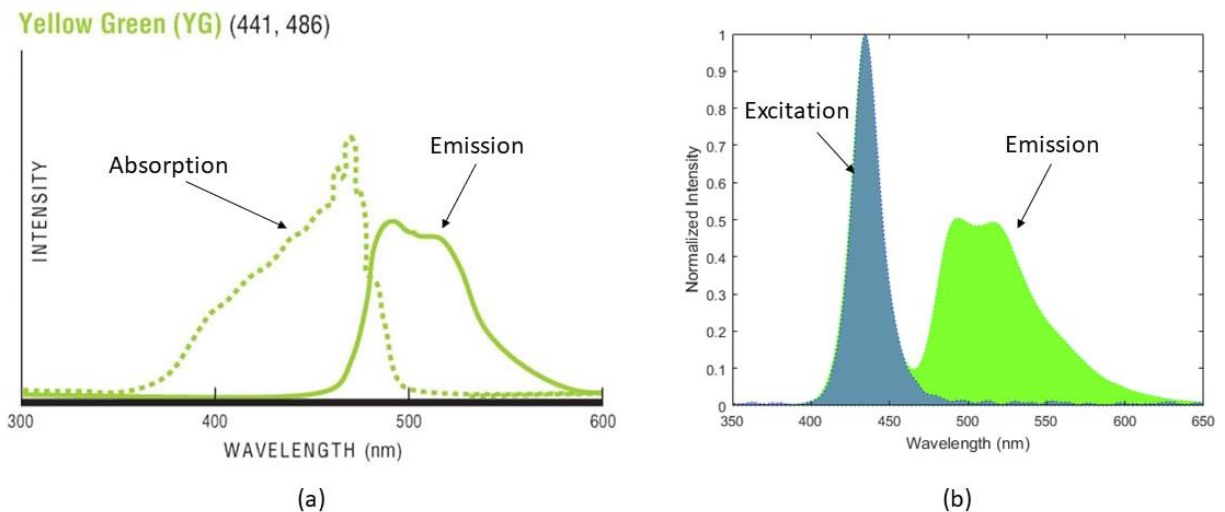 Yellow Green (YG) (441, 486)
INTENSITY
Absorption
Emission
300
400
500
600
WAVELENGTH (nm)
(a)
1
0.9
0.8
0.7
0.6
0.5
0.4
0.3
0.2
0.1
0
Normalized Intensity
Excitation
Emission
350
400
450
500
550
600
650
Wavelength (nm)
(b)